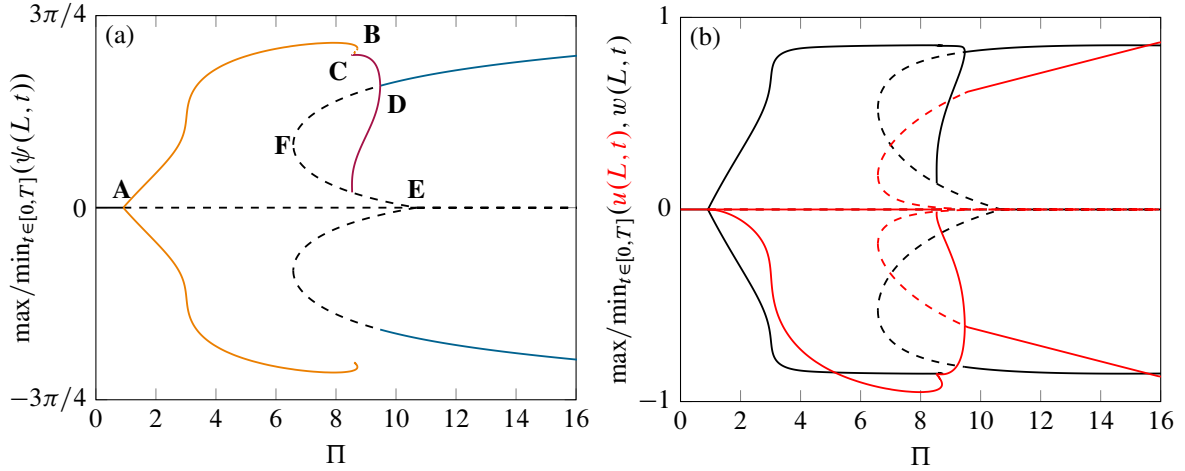 3π/4
(a)
B
C
D
F
A
E
0
−3π/4
0 2 4 6 8 10 12 14 16
Π
max/min_{t∈[0,T]}(ψ(L, t))
1
(b)
0
−1
0 2 4 6 8 10 12 14 16
Π
max/min_{t∈[0,T]}(u(L, t), w(L, t)